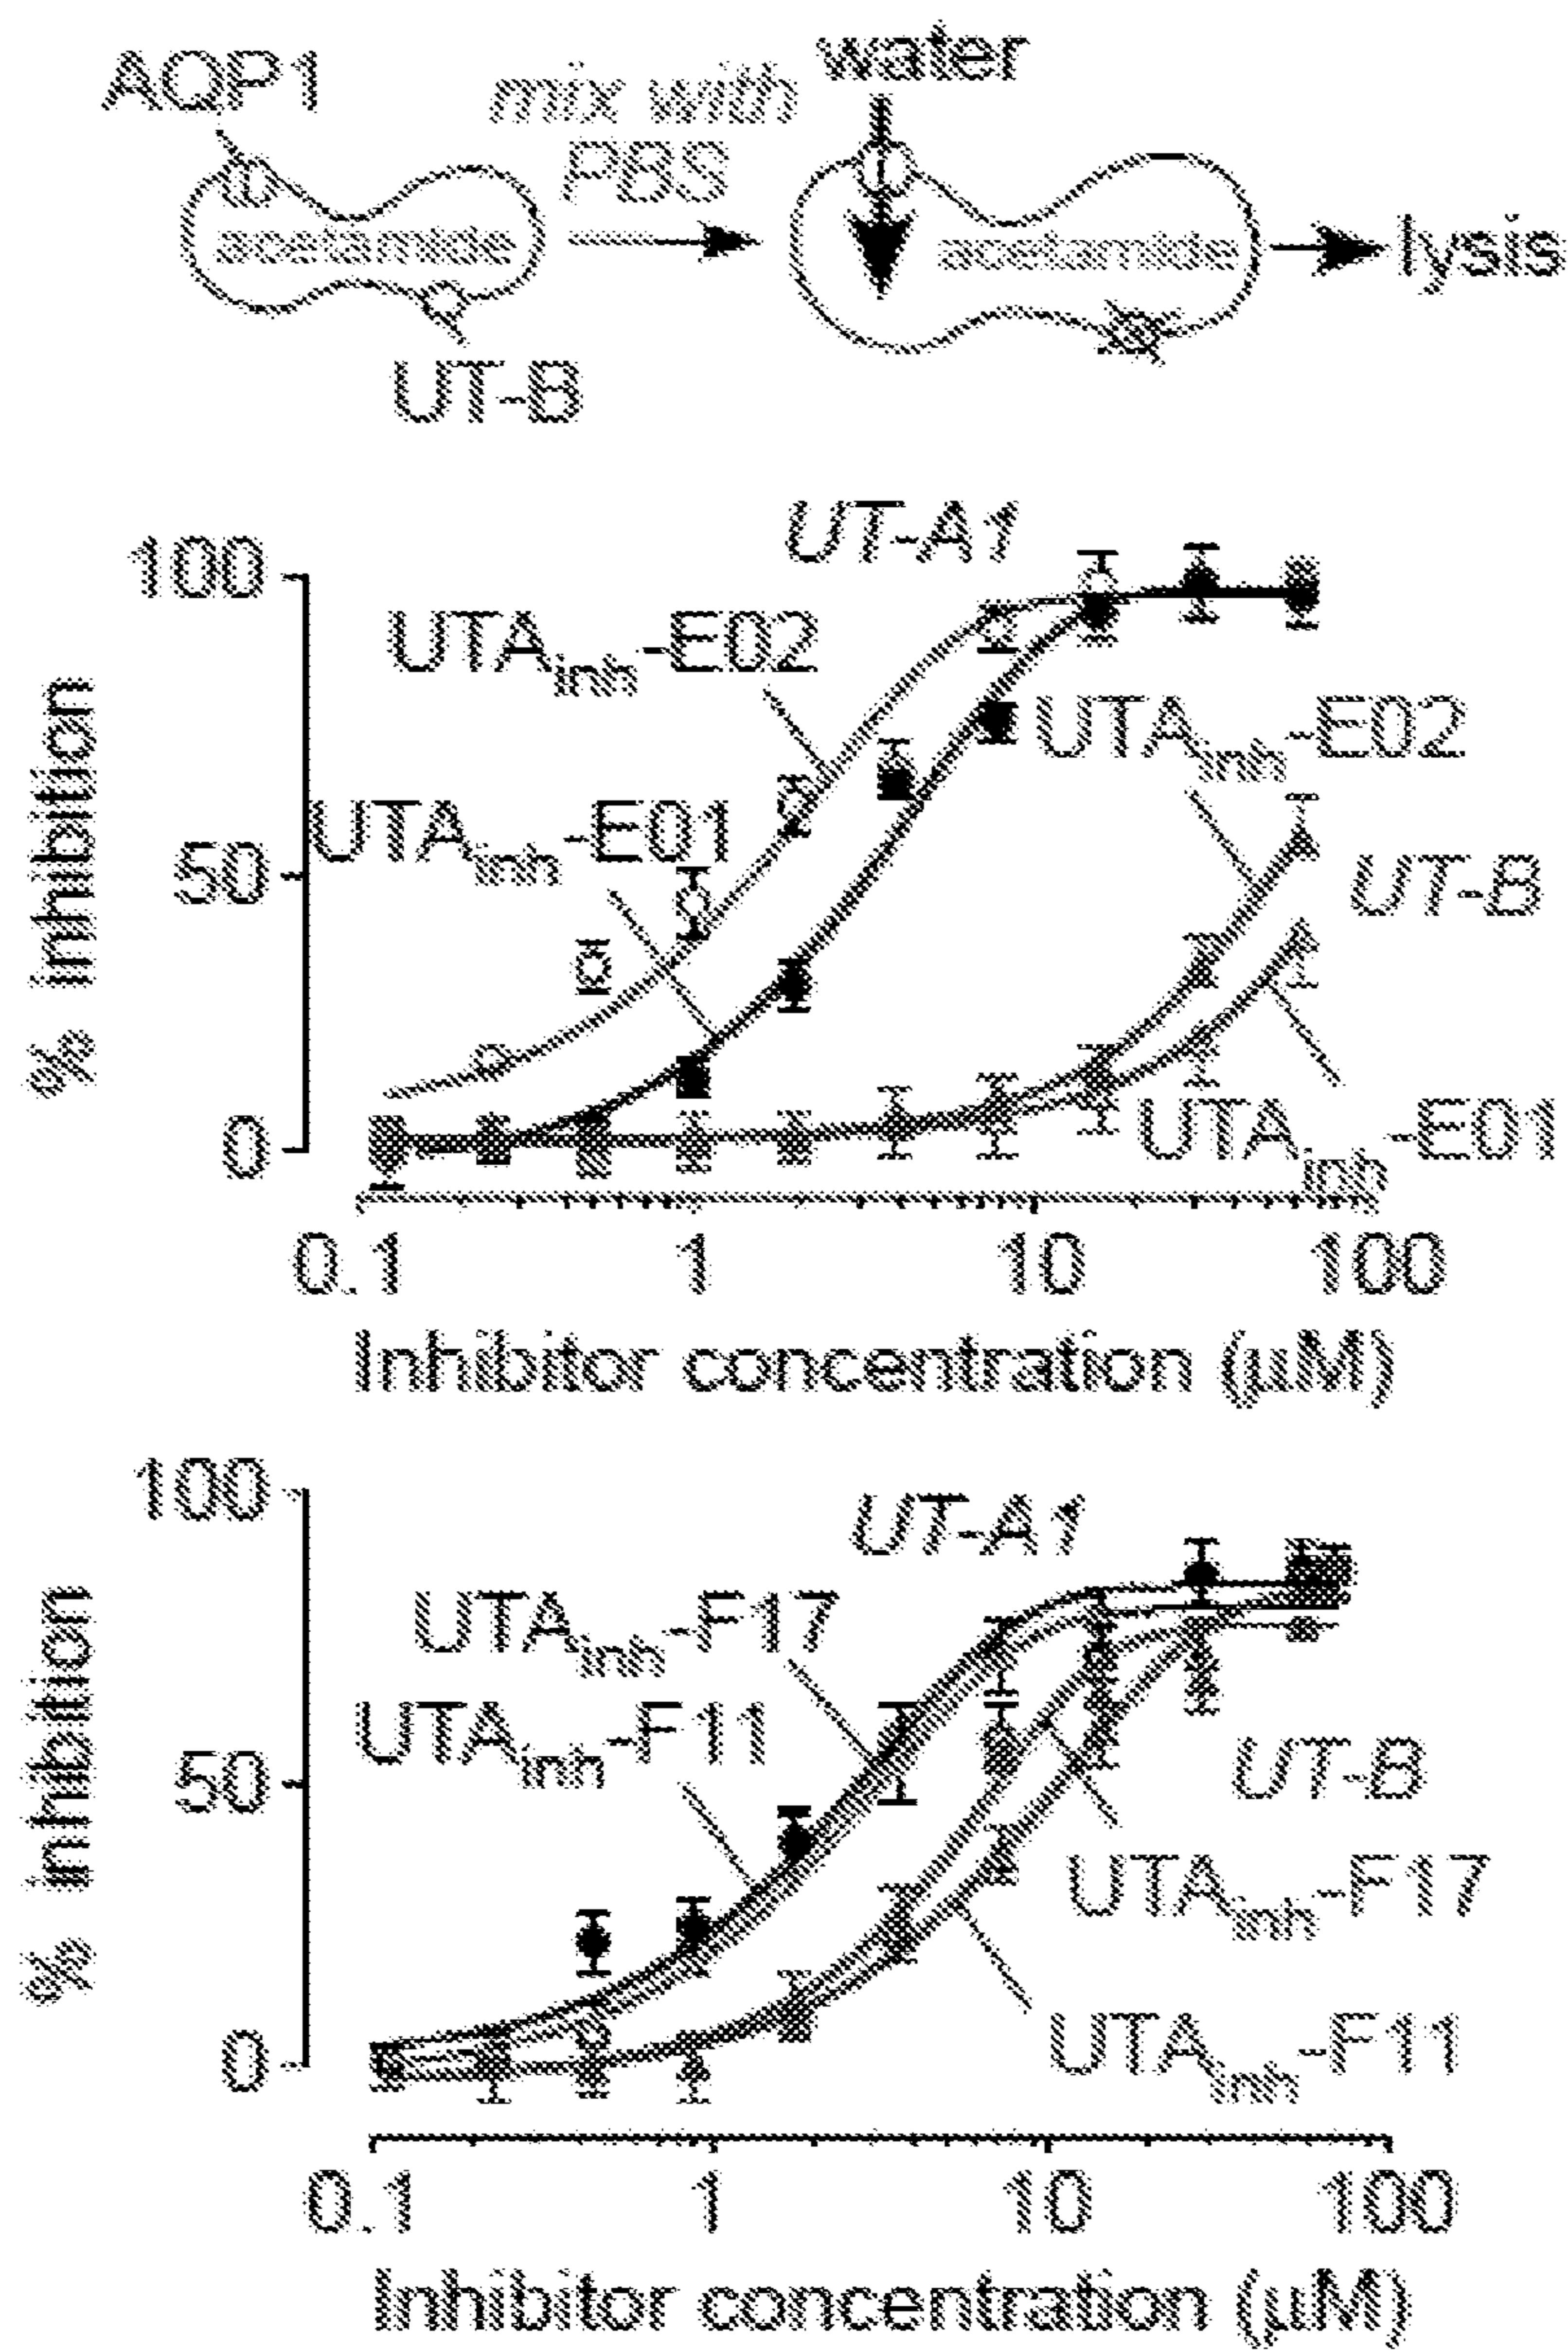 AQP1
mix with
PBS
water
acetamide
acetamide
lysis
UT-B
UT-A1
100
UTAinh-E02
UTAinh-E02
UTAinh-E01
50
UT-B
% inhibition
0
UTAinh-E01
0.1 1 10 100
Inhibitor concentration (µM)
100
UT-A1
UTAinh-F17
UTAinh-F11
50
UT-B
% inhibition
UTAinh-F17
0
UTAinh-F11
0.1 1 10 100
Inhibitor concentration (µM)